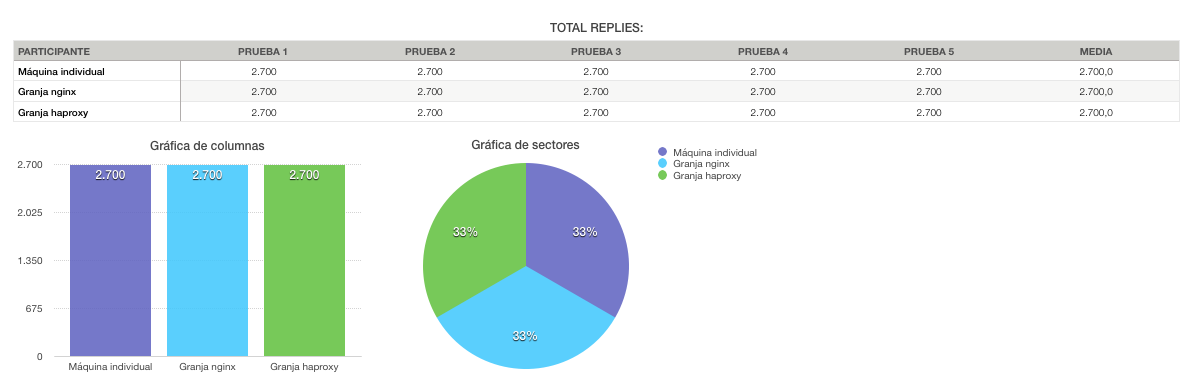 TOTAL REPLIES:
PARTICIPANTE PRUEBA 1 PRUEBA 2 PRUEBA 3 PRUEBA 4 PRUEBA 5 MEDIA
Máquina individual 2.700 2.700 2.700 2.700 2.700 2.700,0
Granja nginx 2.700 2.700 2.700 2.700 2.700 2.700,0
Granja haproxy 2.700 2.700 2.700 2.700 2.700 2.700,0
Gráfica de columnas
2.700
2.025
1.350
675
0
2.700 2.700 2.700
Máquina individual Granja nginx Granja haproxy
Gráfica de sectores
33% 33%
33%
Máquina individual
Granja nginx
Granja haproxy